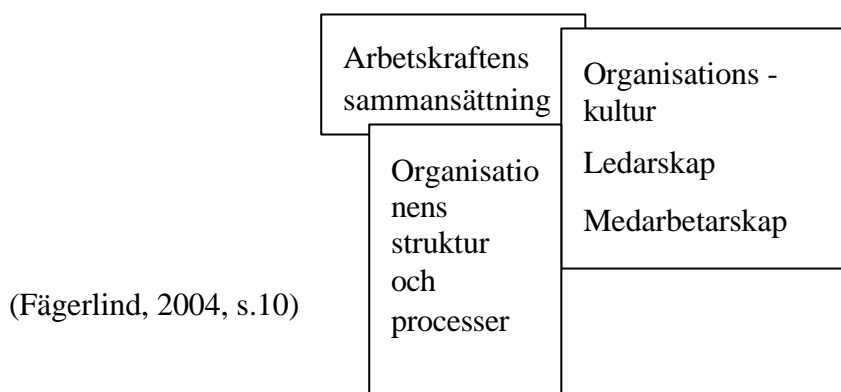 Arbetskraftens
sammansättning
Organisations -
kultur
Ledarskap
Medarbetarskap
Organisatio
nens
struktur
och
processer
(Fägerlind, 2004, s.10)